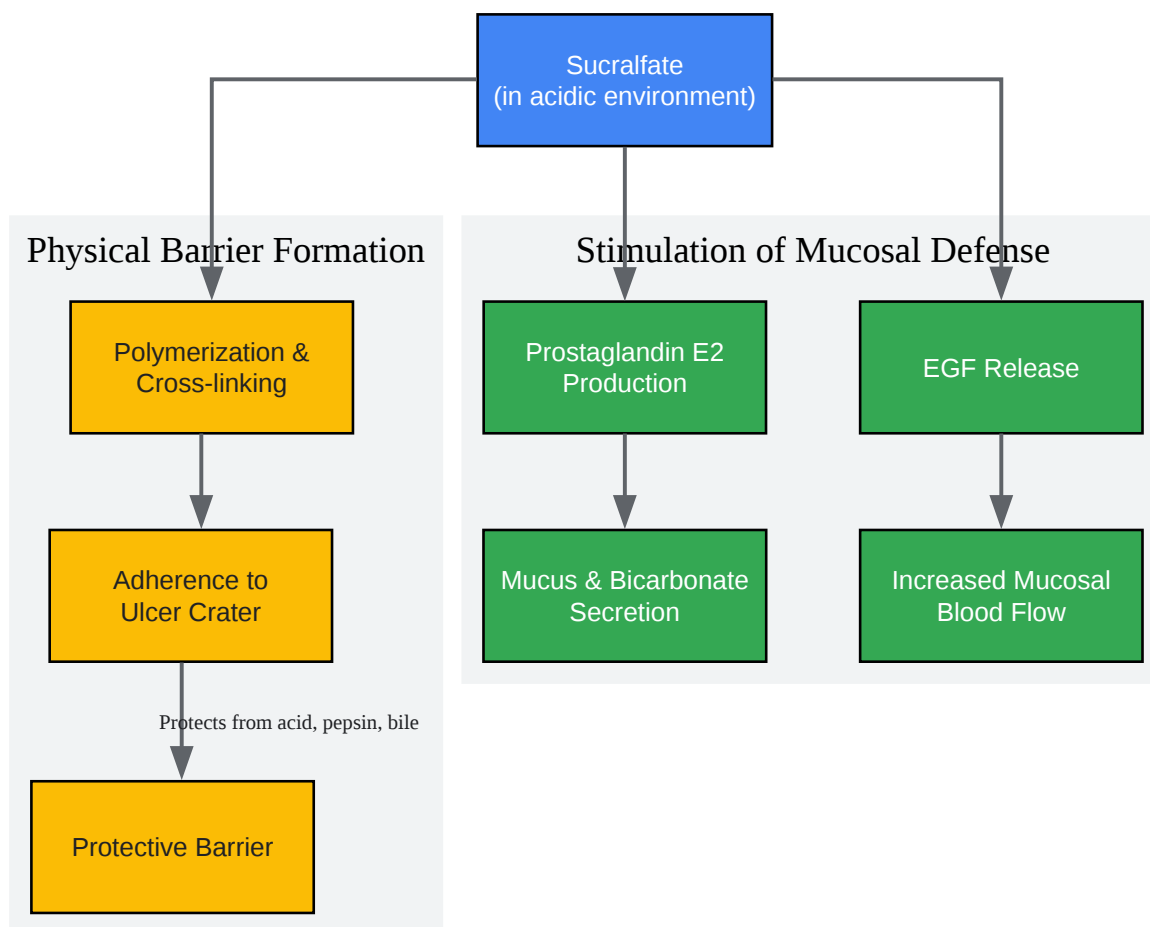 Sucralfate
(in acidic environment)
Physical Barrier Formation
Stimulation of Mucosal Defense
Polymerization &
Cross-linking
Prostaglandin E2
Production
EGF Release
Adherence to
Ulcer Crater
Mucus & Bicarbonate
Secretion
Increased Mucosal
Blood Flow
Protects from acid, pepsin, bile
Protective Barrier